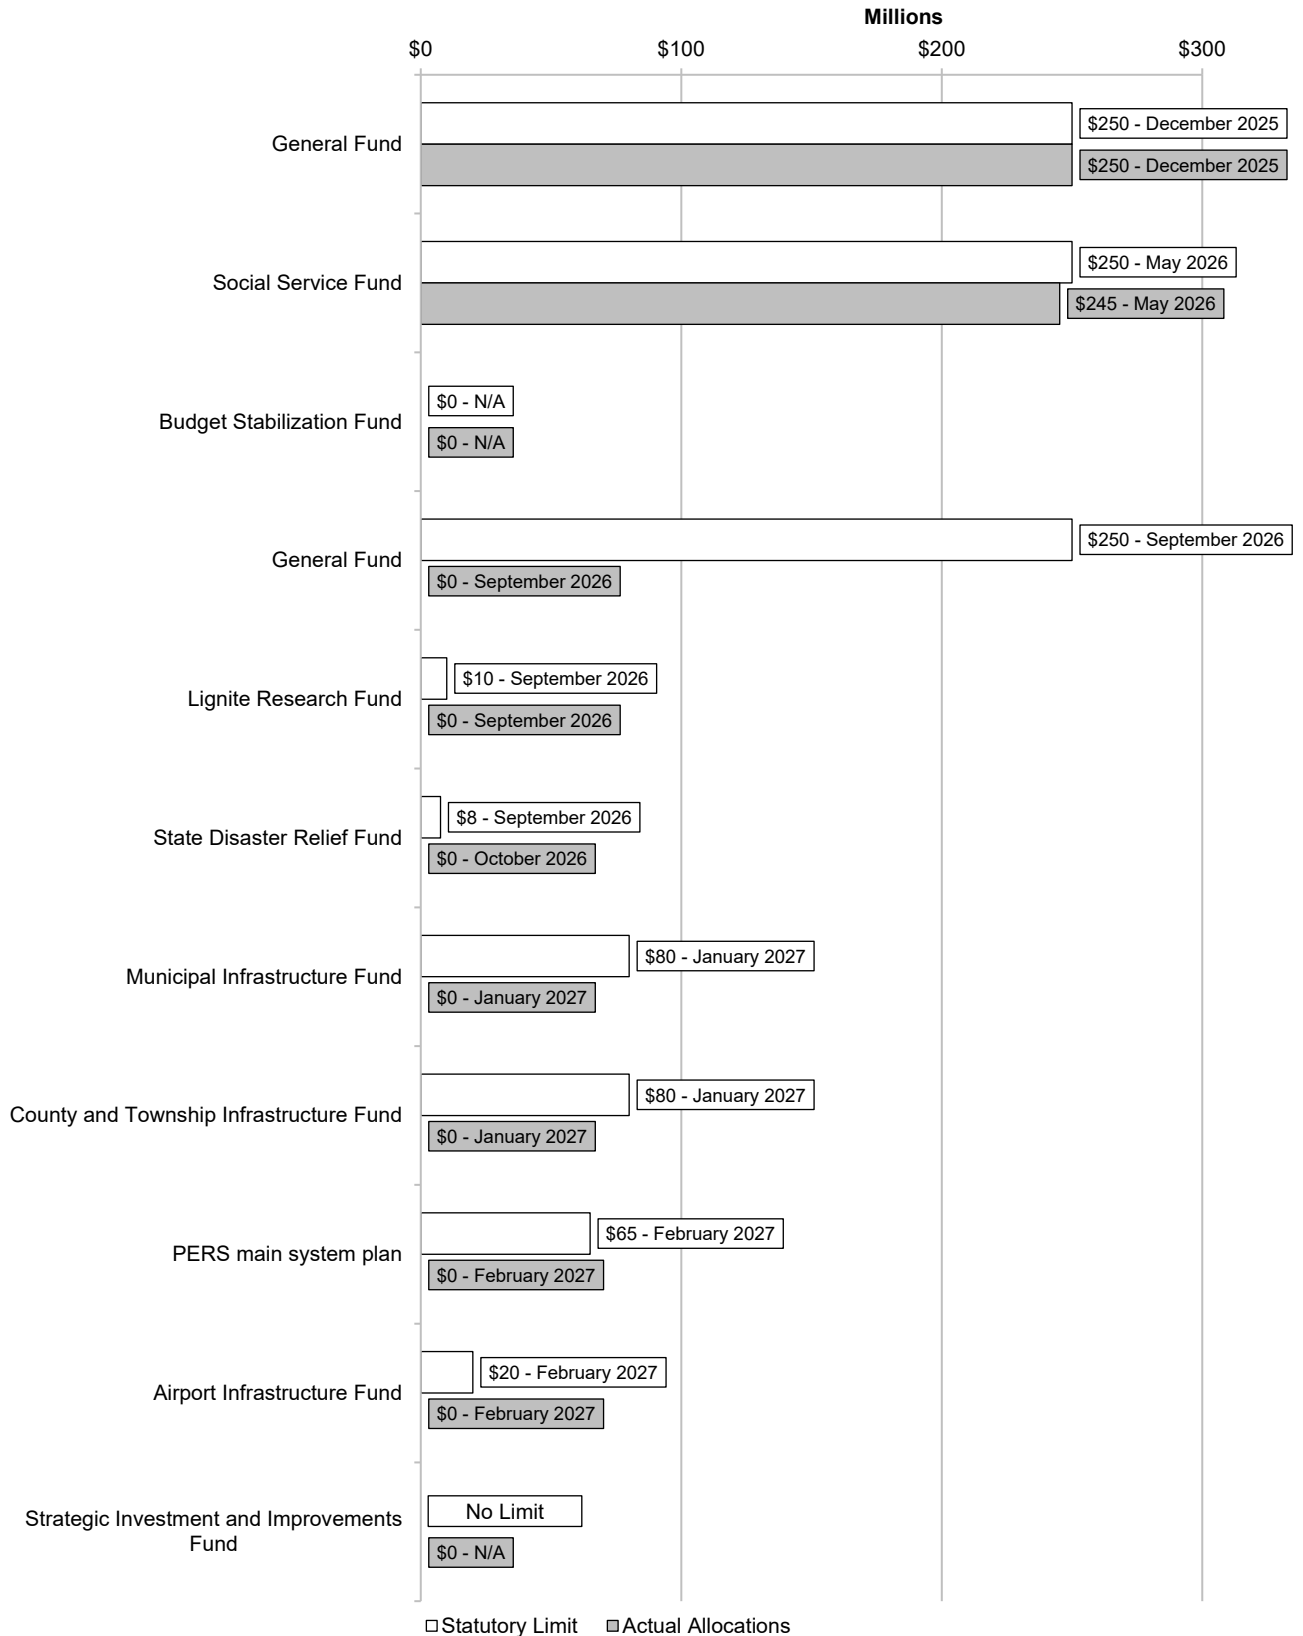 Millions
$0 $100 $200 $300
General Fund
$250 - December 2025
$250 - December 2025
Social Service Fund
$250 - May 2026
$245 - May 2026
Budget Stabilization Fund
$0 - N/A
$0 - N/A
General Fund
$250 - September 2026
$0 - September 2026
Lignite Research Fund
$10 - September 2026
$0 - September 2026
State Disaster Relief Fund
$8 - September 2026
$0 - October 2026
Municipal Infrastructure Fund
$80 - January 2027
$0 - January 2027
County and Township Infrastructure Fund
$80 - January 2027
$0 - January 2027
PERS main system plan
$65 - February 2027
$0 - February 2027
Airport Infrastructure Fund
$20 - February 2027
$0 - February 2027
Strategic Investment and Improvements
Fund
No Limit
$0 - N/A
Statutory Limit Actual Allocations